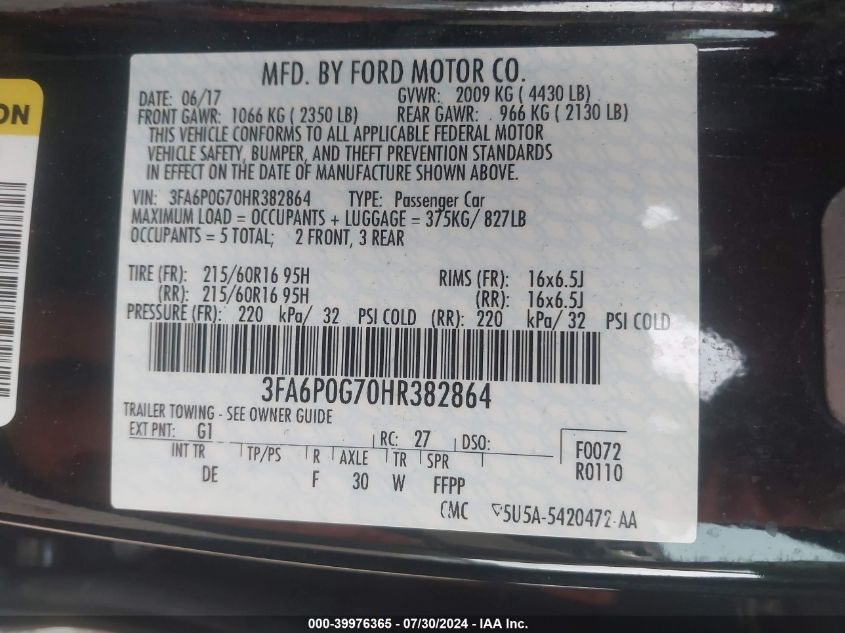 ON
MFD. BY FORD MOTOR CO.
DATE: 06/17 GVWR: 2009 KG ( 4430 LB)
FRONT GAWR: 1066 KG ( 2350 LB) REAR GAWR: 966 KG ( 2130 LB)
THIS VEHICLE CONFORMS TO ALL APPLICABLE FEDERAL MOTOR
VEHICLE SAFETY, BUMPER, AND THEFT PREVENTION STANDARDS
IN EFFECT ON THE DATE OF MANUFACTURE SHOWN ABOVE.
VIN: 3FA6P0G70HR382864 TYPE: Passenger Car
MAXIMUM LOAD = OCCUPANTS + LUGGAGE = 375KG/ 827LB
OCCUPANTS = 5 TOTAL; 2 FRONT, 3 REAR
TIRE (FR): 215/60R16 95H RIMS (FR): 16x6.5J
(RR): 215/60R16 95H (RR): 16x6.5J
PRESSURE (FR): 220 kPa/ 32 PSI COLD (RR): 220 kPa/ 32 PSI COLD
3FA6P0G70HR382864
TRAILER TOWING - SEE OWNER GUIDE
EXT PNT: G1 RC: 27 DSO: F0072
INT TR TP/PS R AXLE TR SPR R0110
DE F 30 W FFPP
CMC 5U5A-5420472-AA
000-39976365 - 07/30/2024 - IAA Inc.